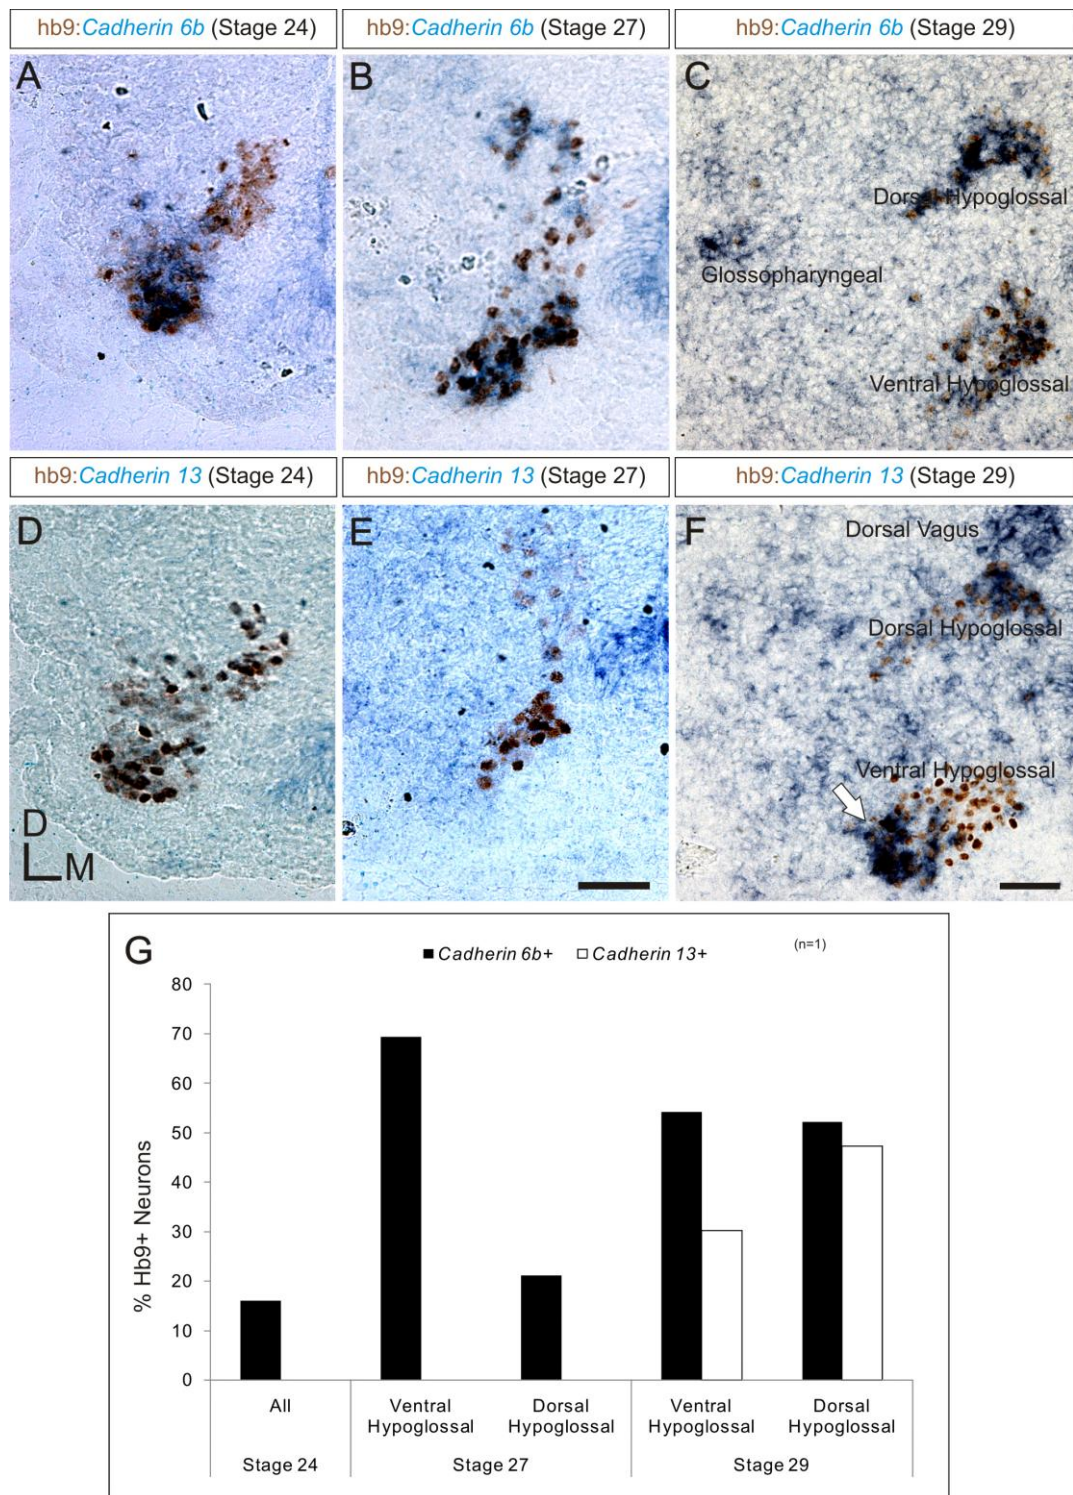 hb9:Cadherin 6b (Stage 24)
hb9:Cadherin 6b (Stage 27)
hb9:Cadherin 6b (Stage 29)
A
B
C
Dorsal Hypoglossal
Glossopharyngeal
Ventral Hypoglossal
hb9:Cadherin 13 (Stage 24)
hb9:Cadherin 13 (Stage 27)
hb9:Cadherin 13 (Stage 29)
D
D
M
E
F
Dorsal Vagus
Dorsal Hypoglossal
Ventral Hypoglossal
G
Cadherin 6b+ Cadherin 13+
(n=1)
% Hb9+ Neurons
80
70
60
50
40
30
20
10
0
All
Ventral
Hypoglossal
Dorsal
Hypoglossal
Ventral
Hypoglossal
Dorsal
Hypoglossal
Stage 24
Stage 27
Stage 29